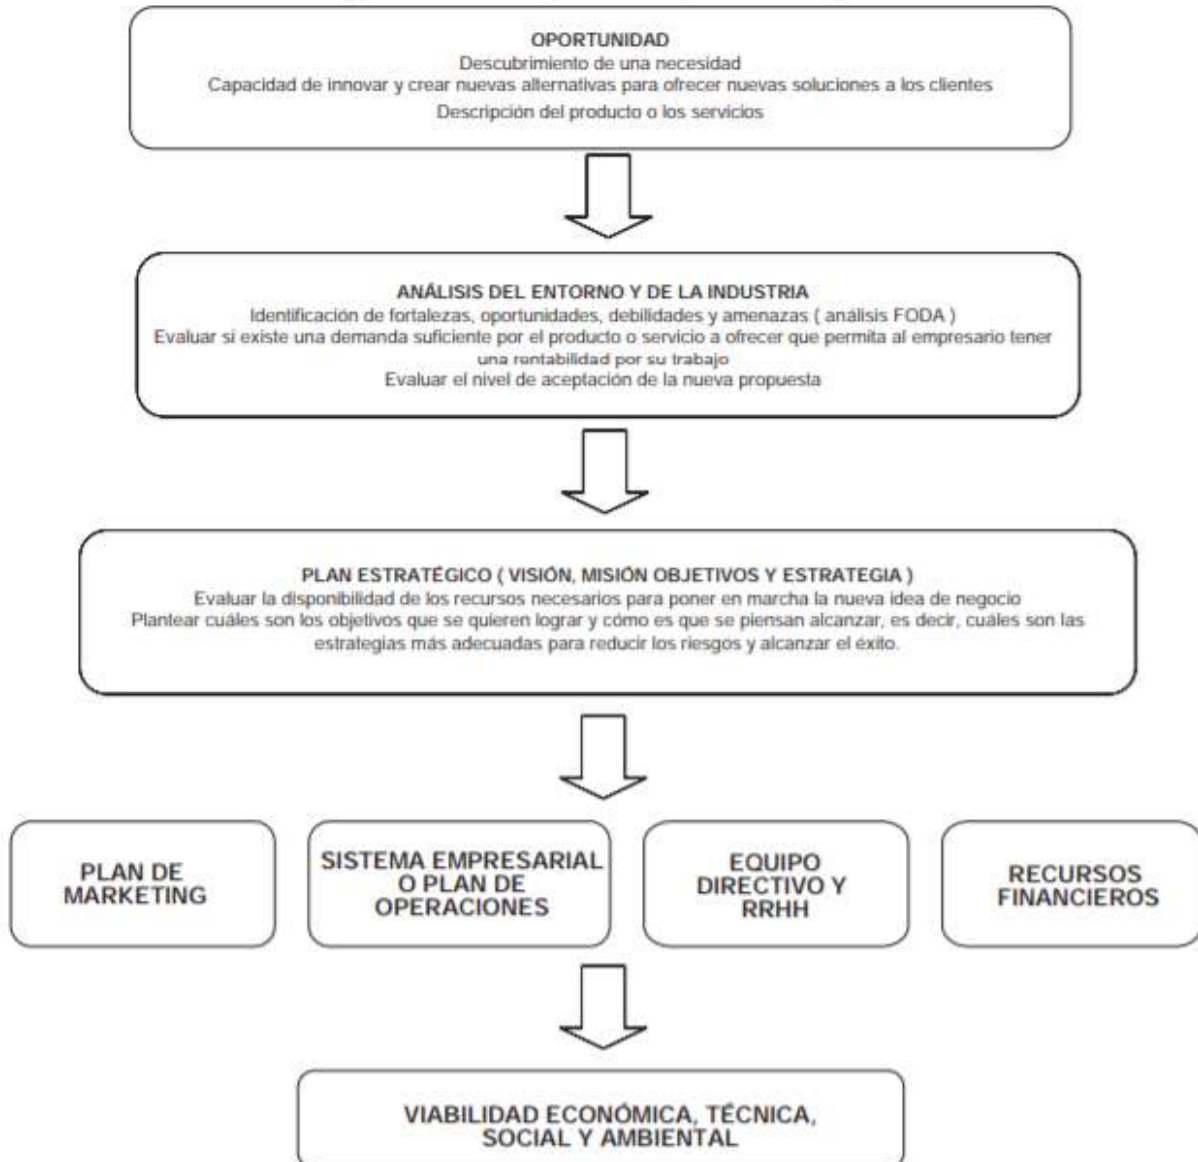 OPORTUNIDAD
Descubrimiento de una necesidad
Capacidad de innovar y crear nuevas alternativas para ofrecer nuevas soluciones a los clientes
Descripción del producto o los servicios
ANÁLISIS DEL ENTORNO Y DE LA INDUSTRIA
Identificación de fortalezas, oportunidades, debilidades y amenazas ( análisis FODA )
Evaluar si existe una demanda suficiente por el producto o servicio a ofrecer que permita al empresario tener
una rentabilidad por su trabajo
Evaluar el nivel de aceptación de la nueva propuesta
PLAN ESTRATÉGICO ( VISIÓN, MISIÓN OBJETIVOS Y ESTRATEGIA )
Evaluar la disponibilidad de los recursos necesarios para poner en marcha la nueva idea de negocio
Plantear cuáles son los objetivos que se quieren lograr y cómo es que se piensan alcanzar, es decir, cuáles son las
estrategias más adecuadas para reducir los riesgos y alcanzar el éxito.
PLAN DE
MARKETING
SISTEMA EMPRESARIAL
O PLAN DE
OPERACIONES
EQUIPO
DIRECTIVO Y
RRHH
RECURSOS
FINANCIEROS
VIABILIDAD ECONÓMICA, TÉCNICA,
SOCIAL Y AMBIENTAL